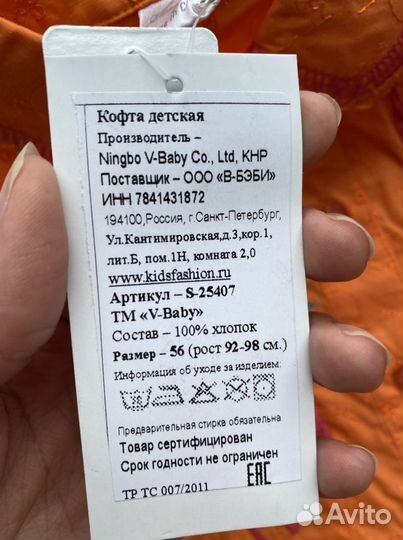 Кофта детская
Производитель –
Ningbo V-Baby Co., Ltd, КНР
Поставщик – ООО «В-БЭБИ»
ИНН 7841431872
194100,Россия, г.Санкт-Петербург,
Ул.Кантимировская,д.3,кор.1,
лит.Б, пом.1Н, комната 2,0
www.kidsfashion.ru
Артикул – S-25407
ТМ «V-Baby»
Состав – 100% хлопок
Размер – 56 (рост 92-98 см.)
Информация об уходе за изделием:
Предварительная стирка обязательна
Товар сертифицирован
Срок годности не ограничен
ТР ТС 007/2011 EAC
Avito